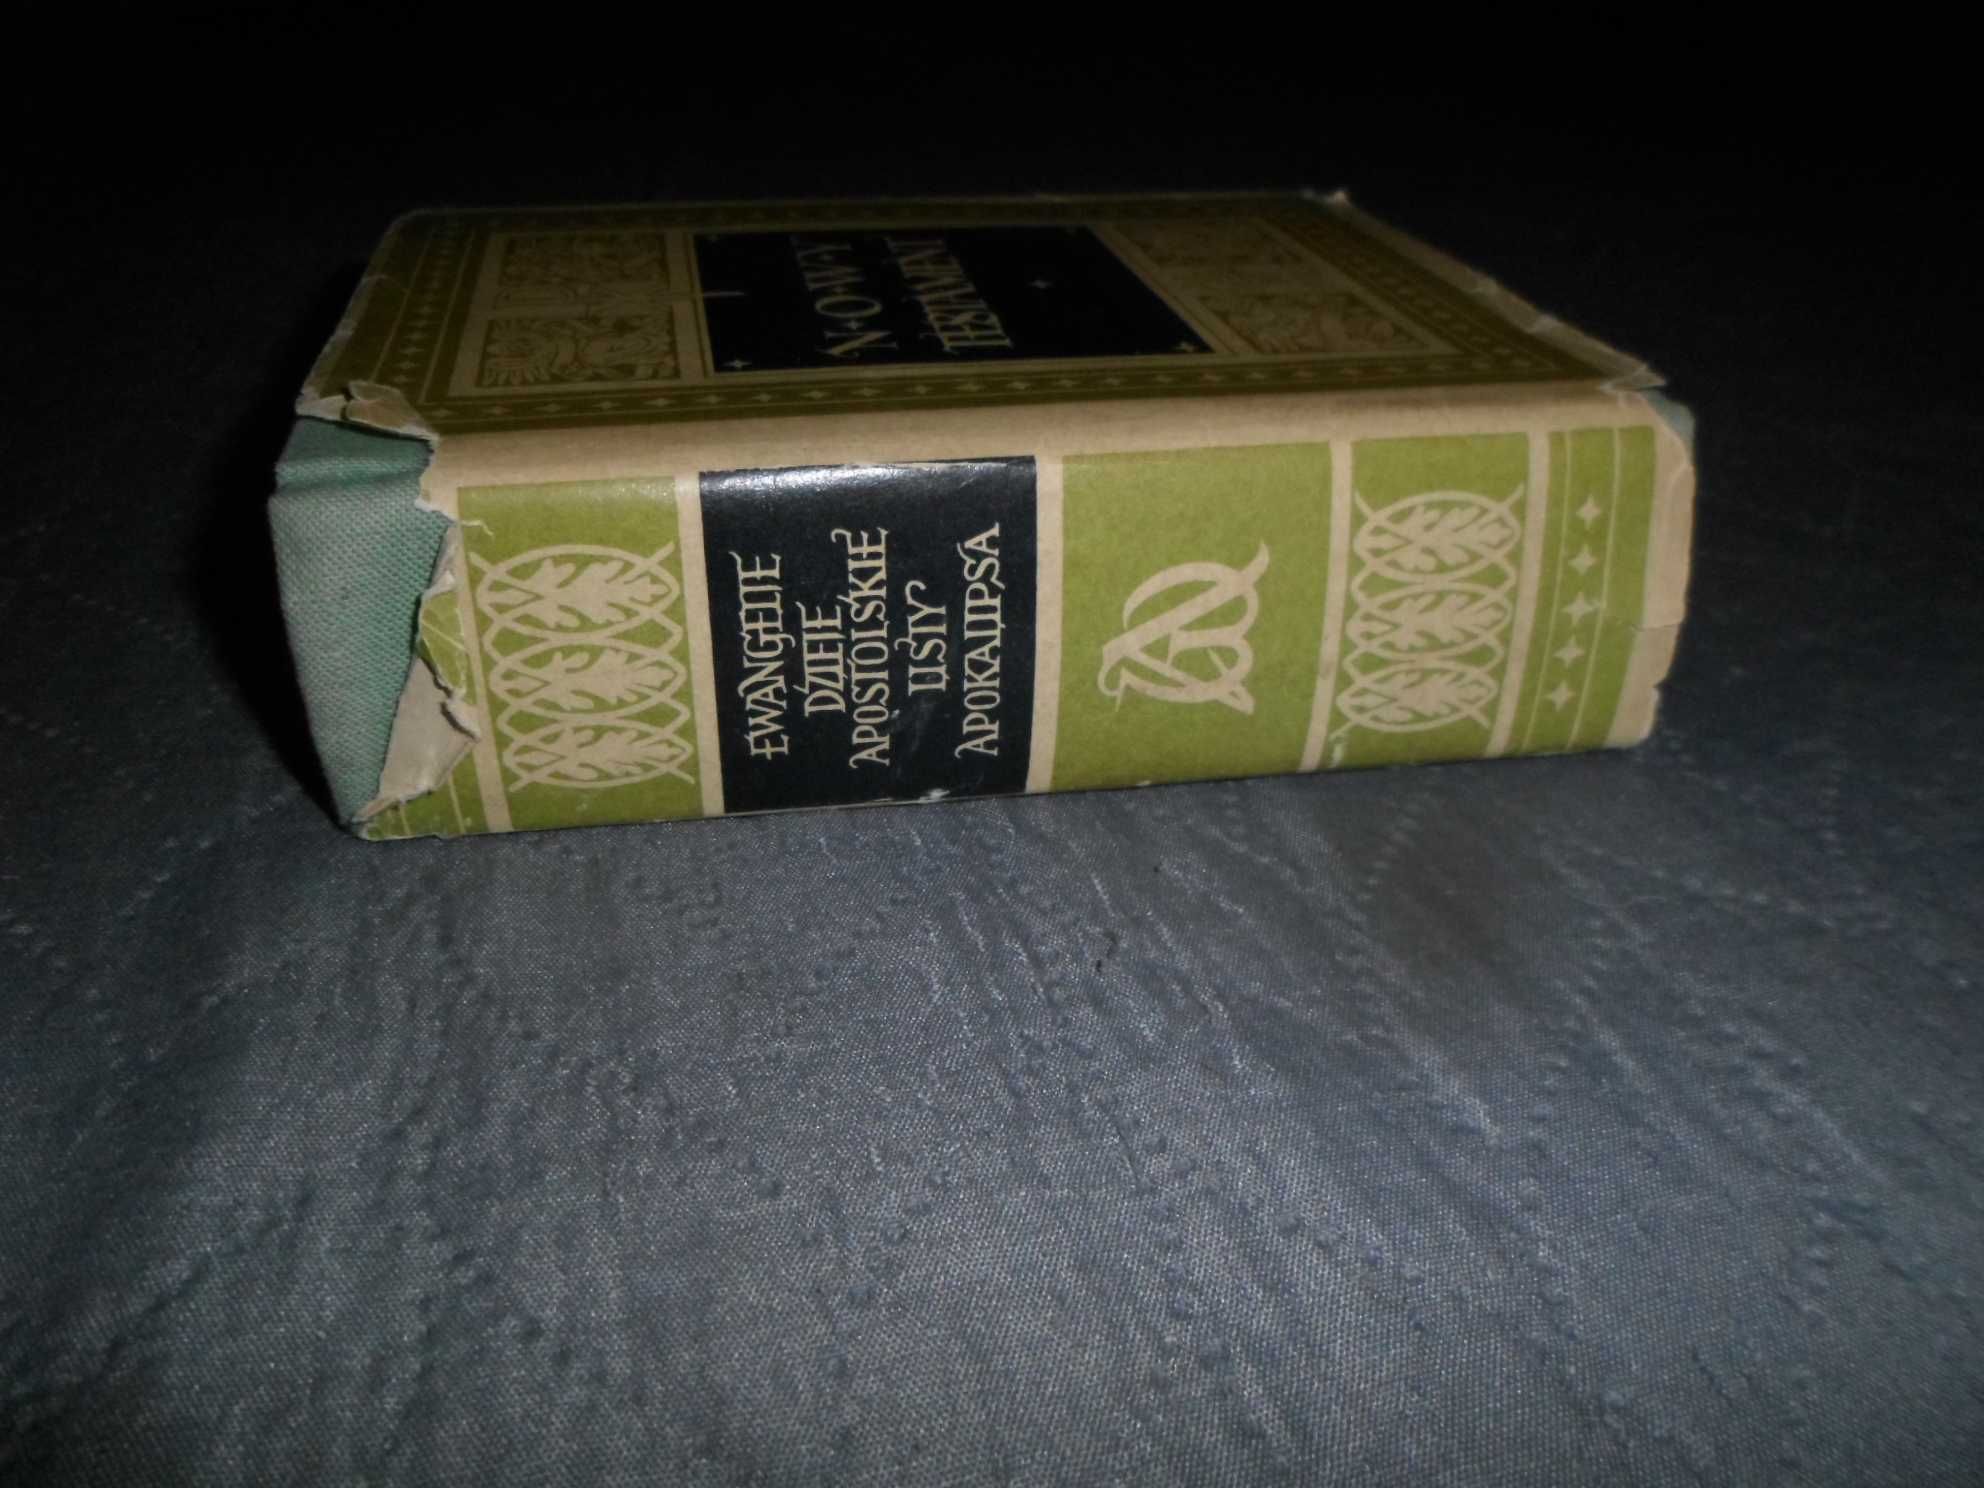 N·O·W·Y
TESTAMENT
EWANGELIE
DZIEJE
APOSTOLSKIE
LISTY
APOKALIPSA